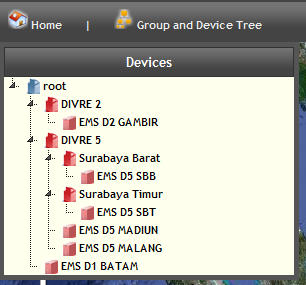 Home | Group and Device Tree
Devices
root
DIVRE 2
EMS D2 GAMBIR
DIVRE 5
Surabaya Barat
EMS D5 SBB
Surabaya Timur
EMS D5 SBT
EMS D5 MADIUN
EMS D5 MALANG
EMS D1 BATAM